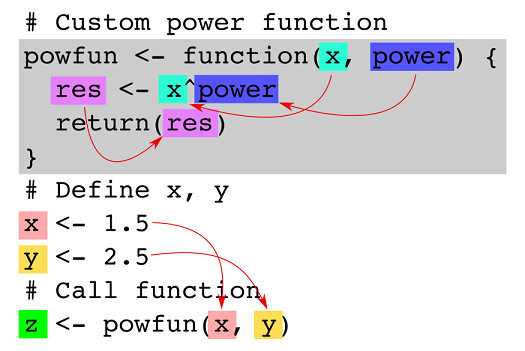 # Custom power function
powfun <- function(x, power) {
  res <- x^power
  return(res)
}
# Define x, y
x <- 1.5
y <- 2.5
# Call function
z <- powfun(x, y)